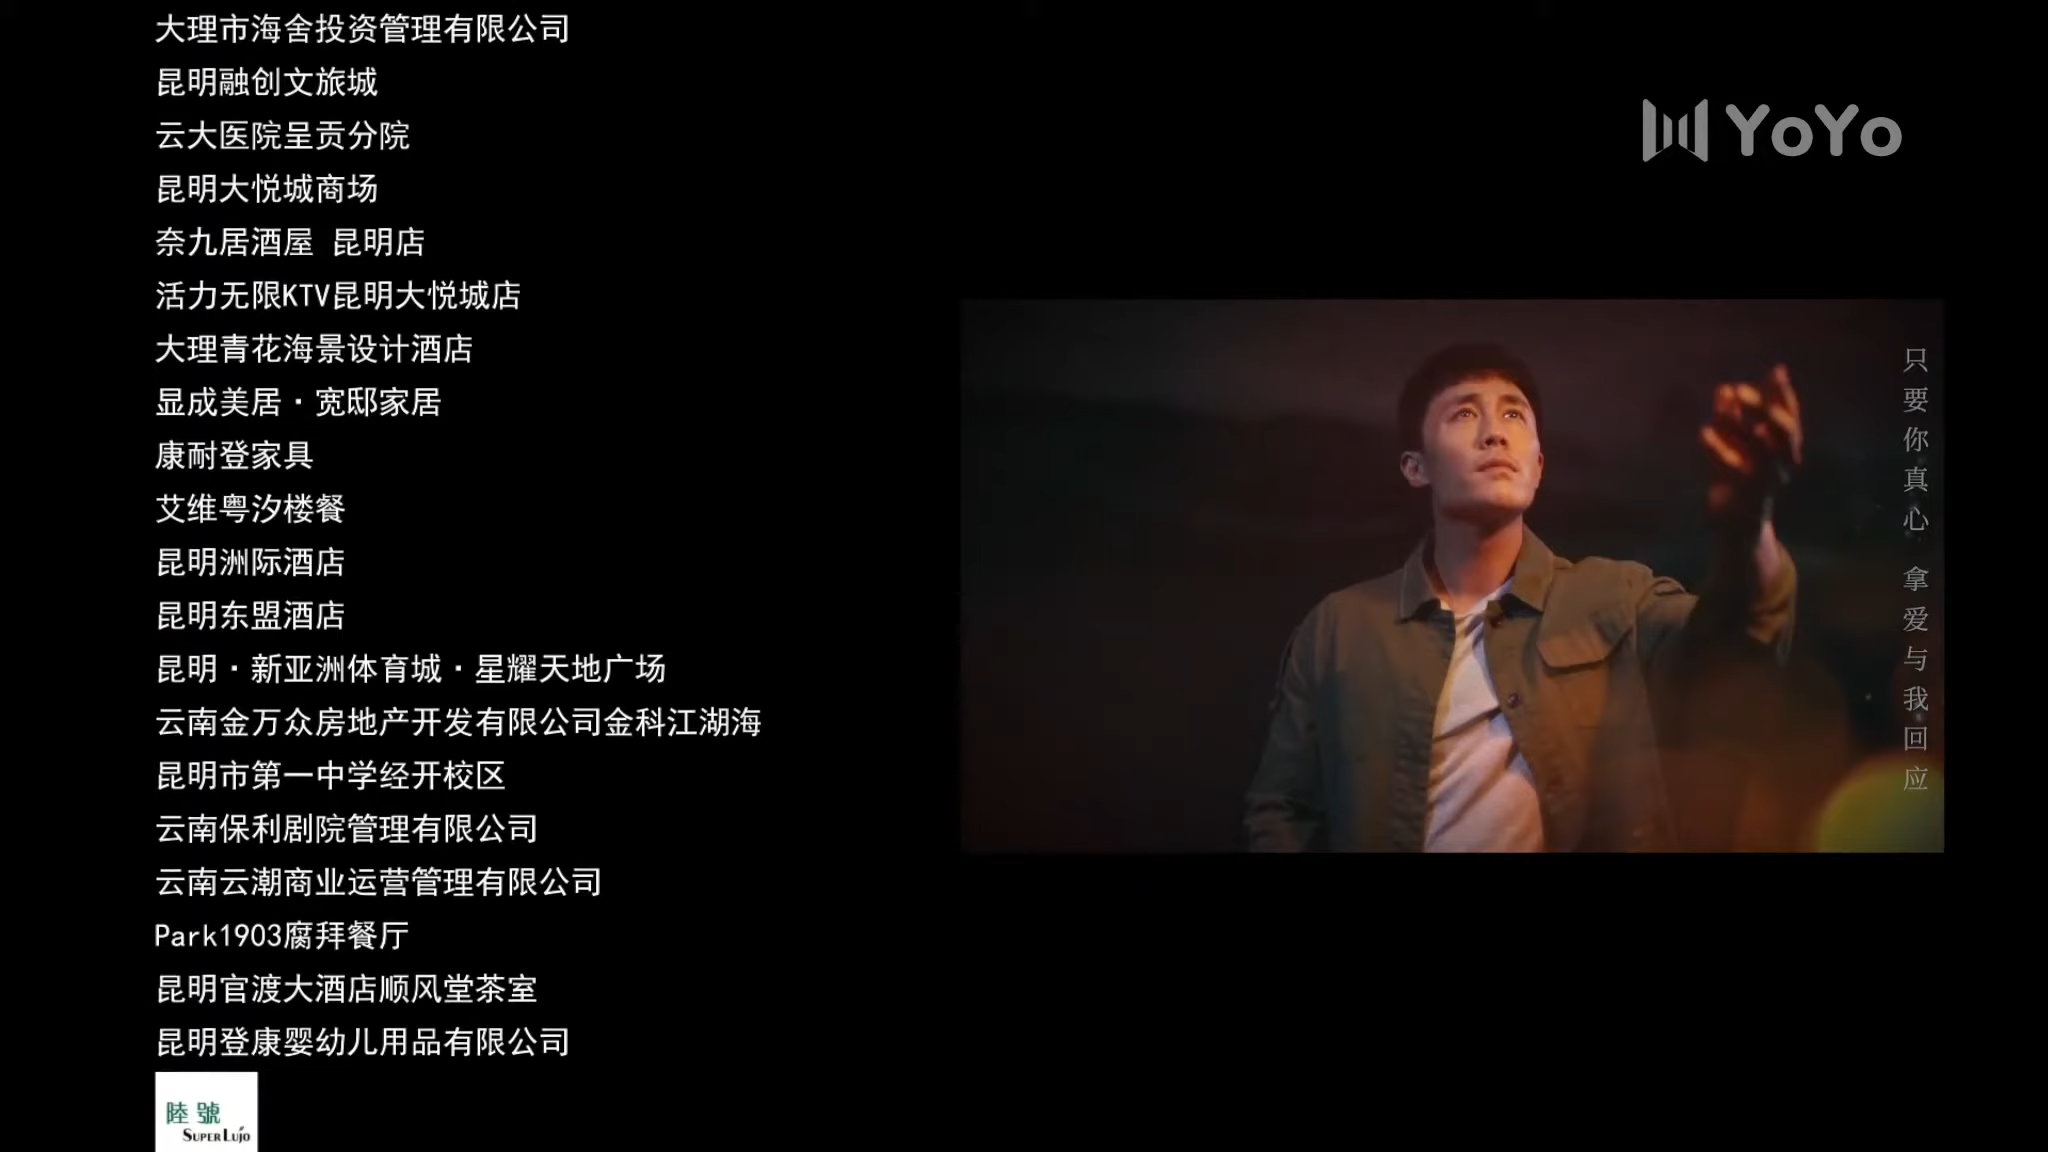 大理市海舍投资管理有限公司
昆明融创文旅城
云大医院呈贡分院
昆明大悦城商场
奈九居酒屋 昆明店
活力无限KTV昆明大悦城店
大理青花海景设计酒店
显成美居·宽邸家居
康耐登家具
艾维粤汐楼餐
昆明洲际酒店
昆明东盟酒店
昆明·新亚洲体育城·星耀天地广场
云南金万众房地产开发有限公司金科江湖海
昆明市第一中学经开校区
云南保利剧院管理有限公司
云南云潮商业运营管理有限公司
Park1903腐拜餐厅
昆明官渡大酒店顺风堂茶室
昆明登康婴幼儿用品有限公司
陸號
SUPER LUJO
YoYo
只要你真心 拿爱与我回应